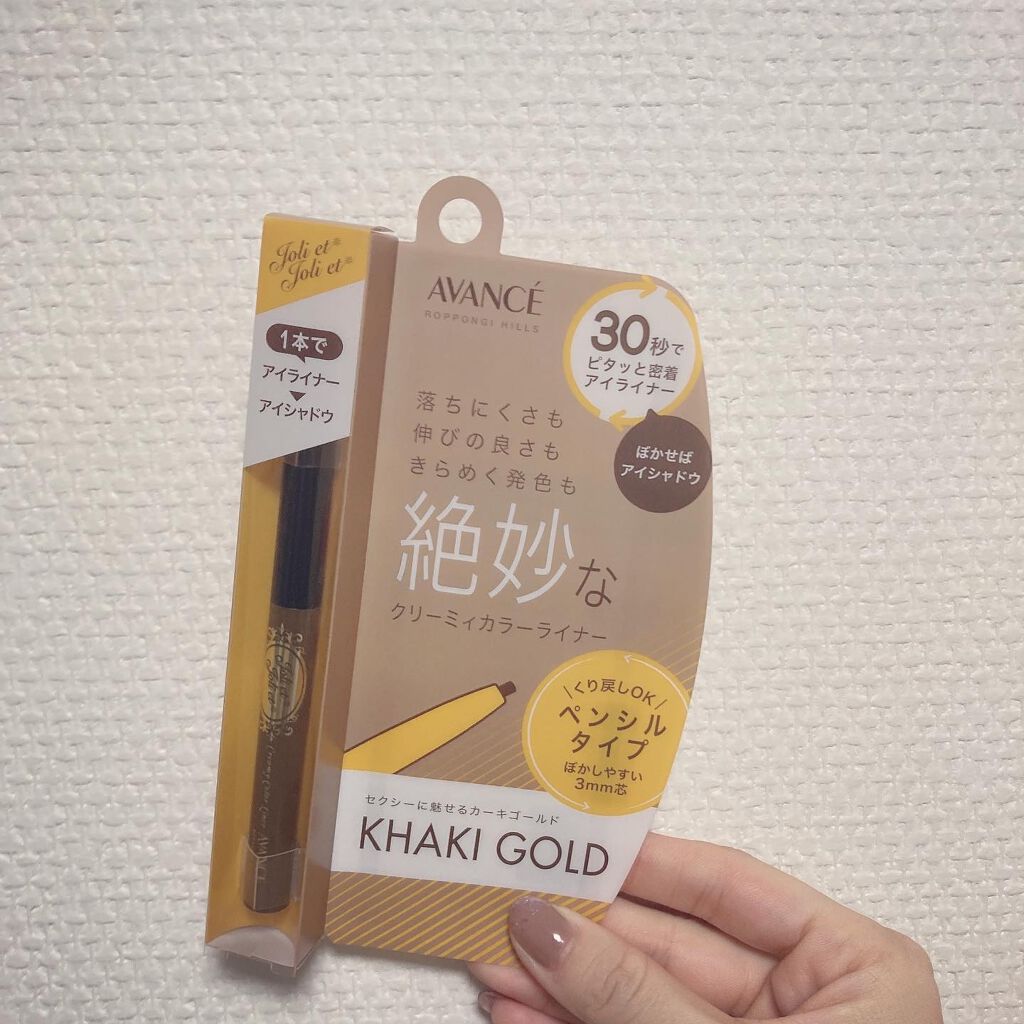 Joli et
Joli et
1本で
アイライナー
アイシャドウ
AVANCÉ
ROPPONGI HILLS
30秒で
ピタッと密着
アイライナー
ぼかせば
アイシャドウ
落ちにくさも
伸びの良さも
きらめく発色も
絶妙な
クリーミィカラーライナー
\くり戻しOK/
ペンシル
タイプ
ぼかしやすい
3mm芯
セクシーに魅せるカーキゴールド
KHAKI GOLD
Joli et
Joli et